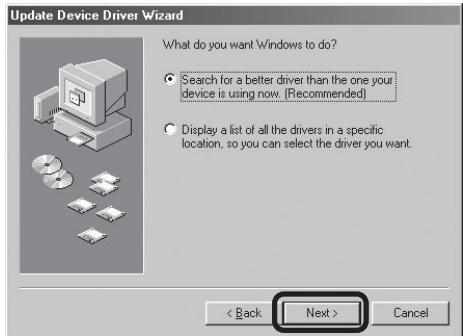 Update Device Driver Wizard
What do you want Windows to do?
Search for a better driver than the one your
device is using now. (Recommended)
Display a list of all the drivers in a specific
location, so you can select the driver you want.
< Back
Next >
Cancel